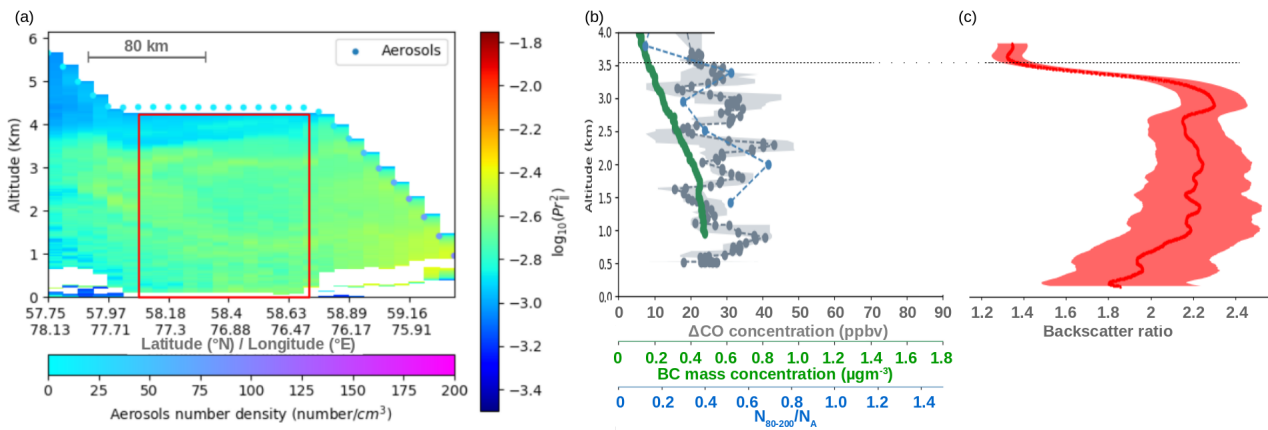 (a)
80 km
Aerosols
Altitude (Km)
6
5
4
3
2
1
0
57.75 57.97 58.18 58.4 58.63 58.89 59.16
78.13 77.71 77.3 76.88 76.47 76.17 75.91
Latitude (°N) / Longitude (°E)
0 25 50 75 100 125 150 175 200
Aerosols number density (number/cm³)
−1.8
−2.0
−2.2
−2.4
−2.6
−2.8
−3.0
−3.2
−3.4
log₁₀(Pr²∥)
(b)
Altitude (km)
4.0
3.5
3.0
2.5
2.0
1.5
1.0
0.5
0.0
0 10 20 30 40 50 60 70 80 90
ΔCO concentration (ppbv)
0 0.2 0.4 0.6 0.8 1.0 1.2 1.4 1.6 1.8
BC mass concentration (µgm⁻³)
0 0.2 0.4 0.6 0.8 1.0 1.2 1.4
N₈₀₋₂₀₀/N_A
(c)
1.2 1.4 1.6 1.8 2 2.2 2.4
Backscatter ratio